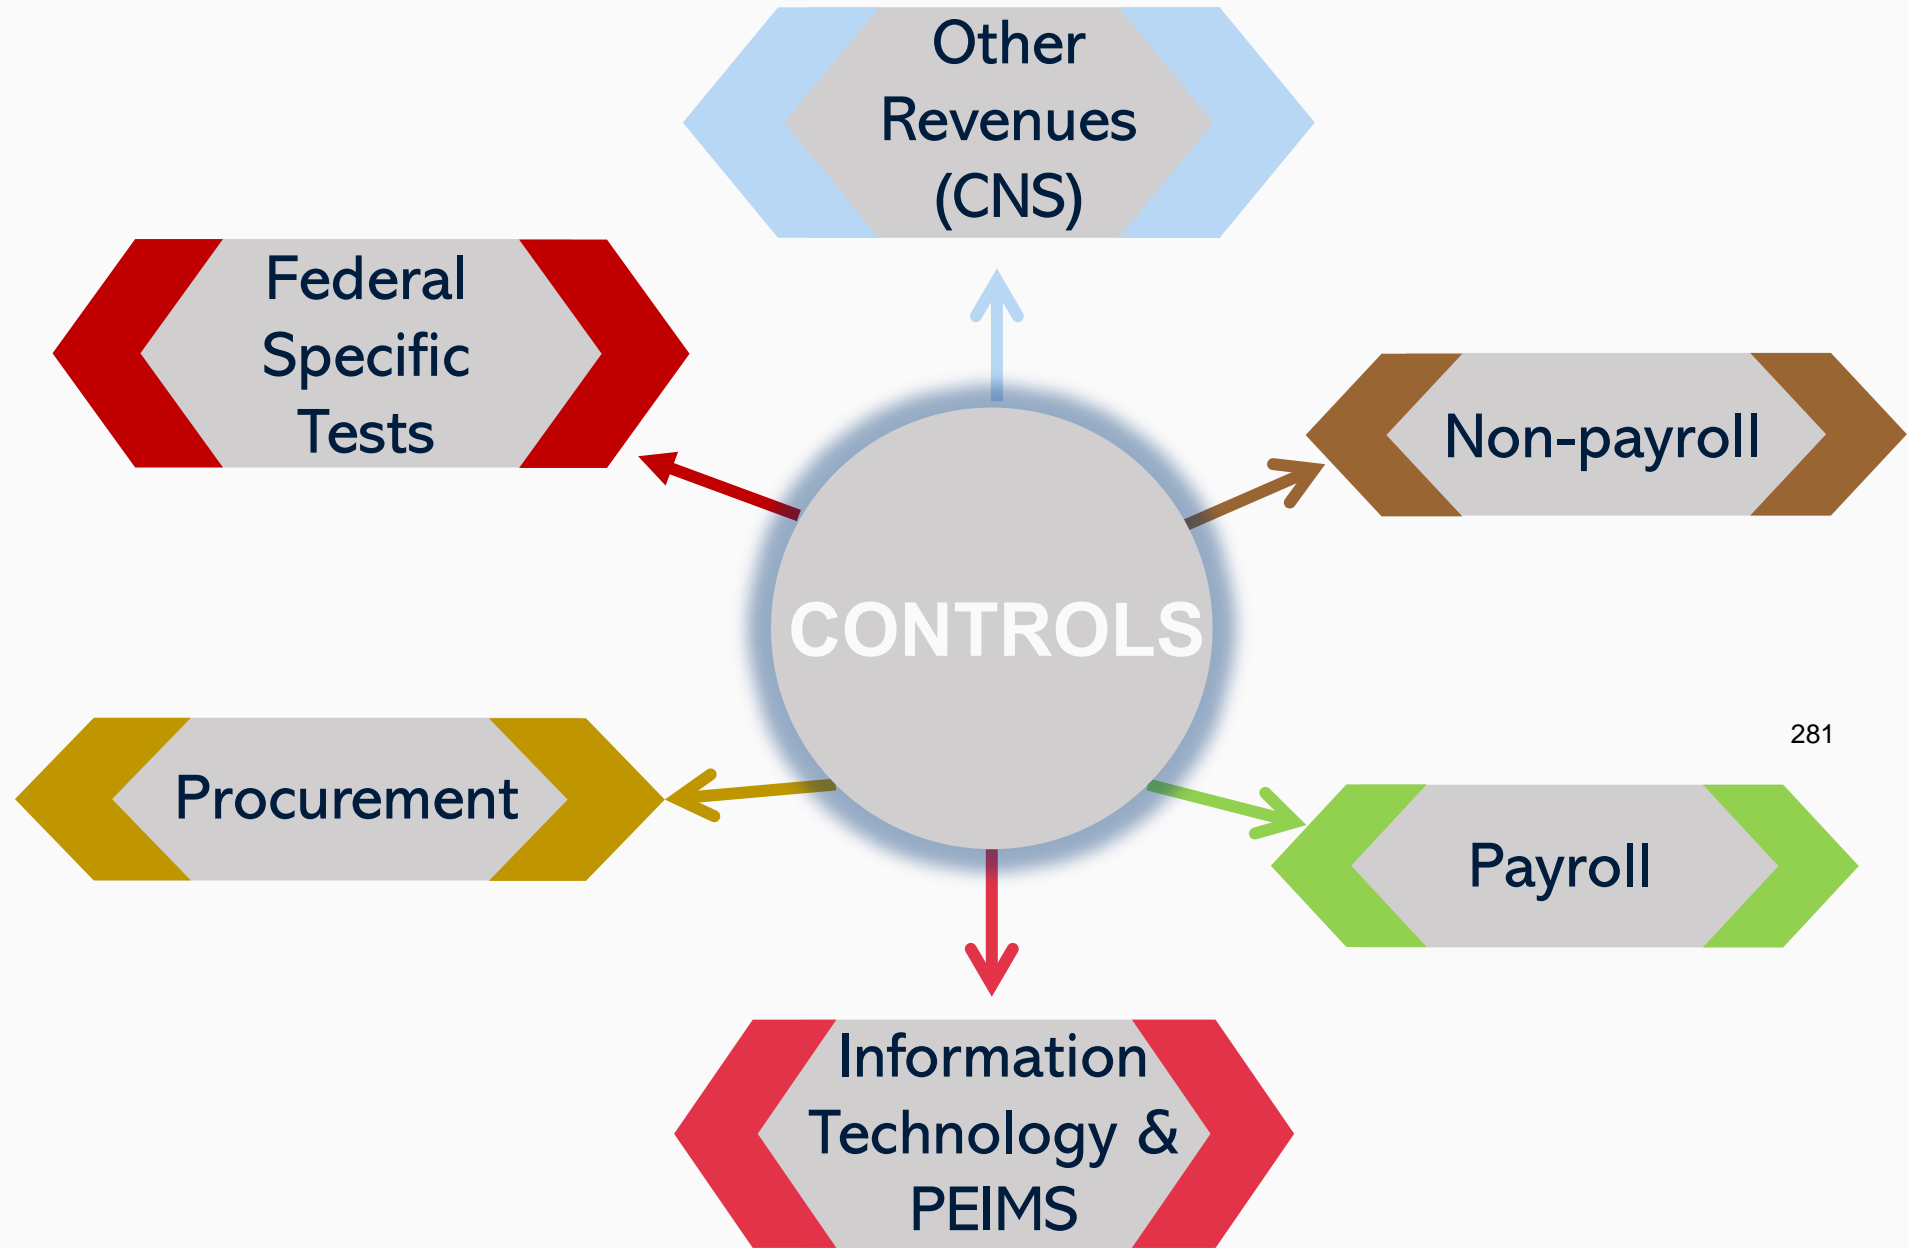 Other
Revenues
(CNS)
Federal
Specific
Tests
Non-payroll
CONTROLS
281
Procurement
Payroll
Information
Technology &
PEIMS